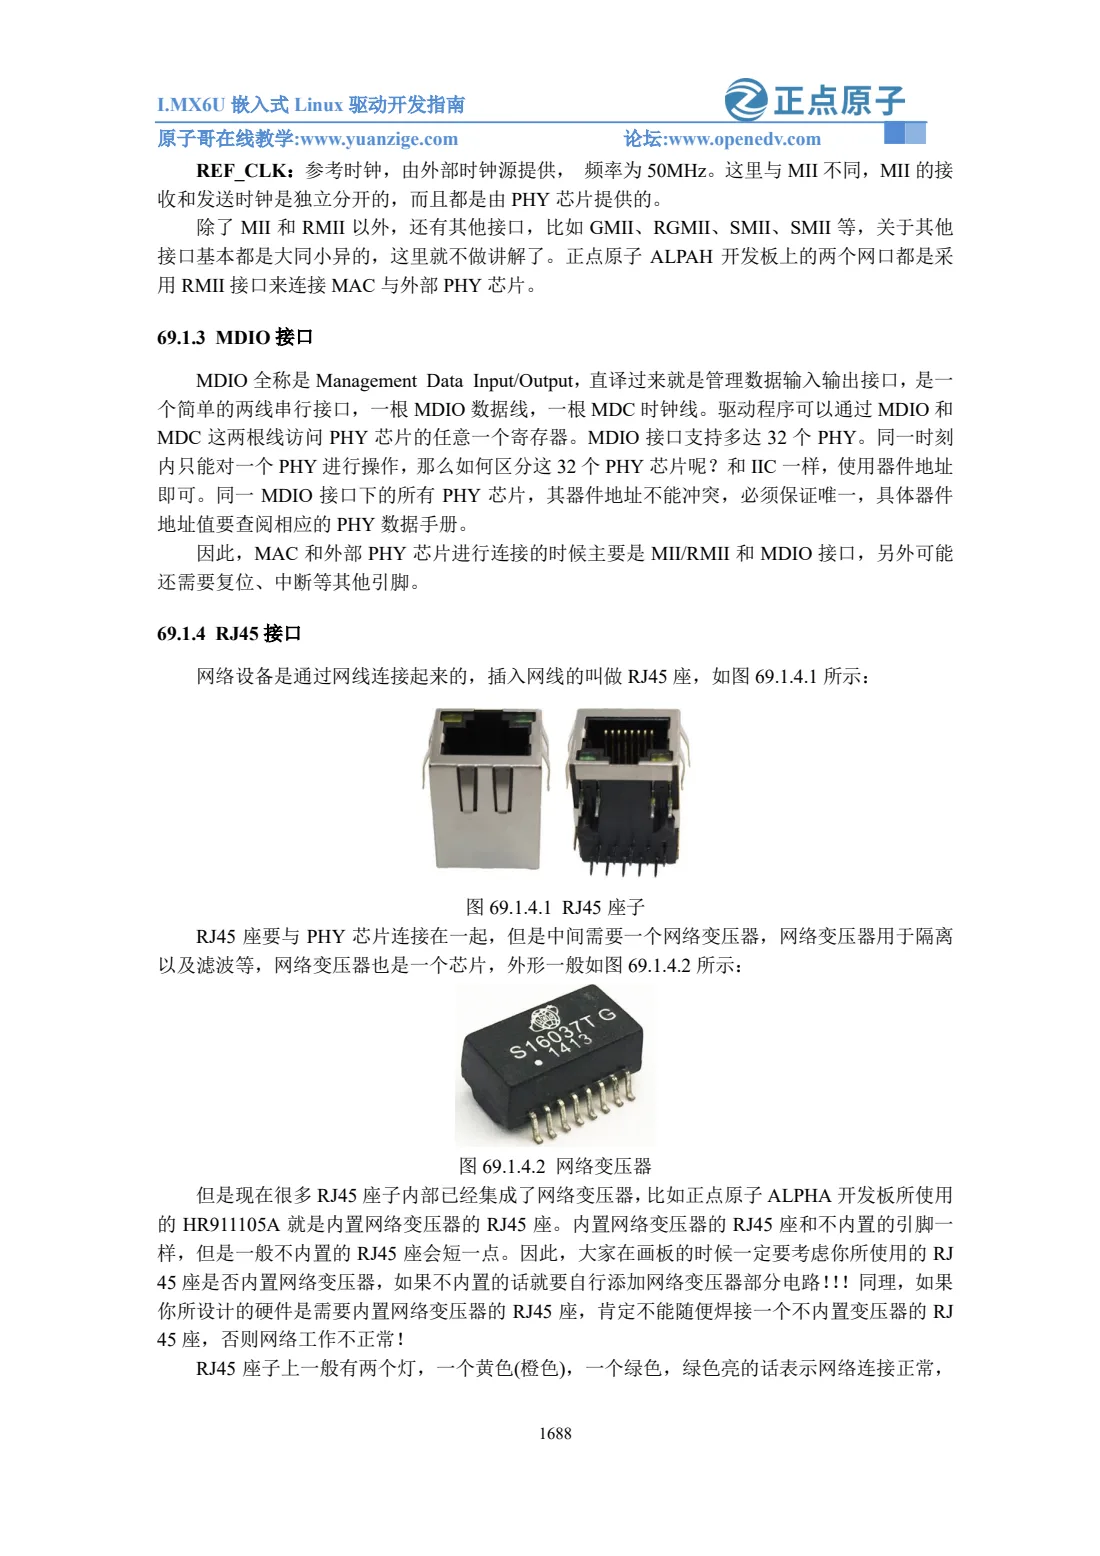 I.MX6U 嵌入式 Linux 驱动开发指南
正点原子
原子哥在线教学:www.yuanzige.com 论坛:www.openedv.com
REF_CLK：参考时钟，由外部时钟源提供， 频率为 50MHz。这里与 MII 不同，MII 的接
收和发送时钟是独立分开的，而且都是由 PHY 芯片提供的。
除了 MII 和 RMII 以外，还有其他接口，比如 GMII、RGMII、SMII、SMII 等，关于其他
接口基本都是大同小异的，这里就不做讲解了。正点原子 ALPAH 开发板上的两个网口都是采
用 RMII 接口来连接 MAC 与外部 PHY 芯片。
69.1.3 MDIO 接口
MDIO 全称是 Management Data Input/Output，直译过来就是管理数据输入输出接口，是一
个简单的两线串行接口，一根 MDIO 数据线，一根 MDC 时钟线。驱动程序可以通过 MDIO 和
MDC 这两根线访问 PHY 芯片的任意一个寄存器。MDIO 接口支持多达 32 个 PHY。同一时刻
内只能对一个 PHY 进行操作，那么如何区分这 32 个 PHY 芯片呢？和 IIC 一样，使用器件地址
即可。同一 MDIO 接口下的所有 PHY 芯片，其器件地址不能冲突，必须保证唯一，具体器件
地址值要查阅相应的 PHY 数据手册。
因此，MAC 和外部 PHY 芯片进行连接的时候主要是 MII/RMII 和 MDIO 接口，另外可能
还需要复位、中断等其他引脚。
69.1.4 RJ45 接口
网络设备是通过网线连接起来的，插入网线的叫做 RJ45 座，如图 69.1.4.1 所示：
图 69.1.4.1 RJ45 座子
RJ45 座要与 PHY 芯片连接在一起，但是中间需要一个网络变压器，网络变压器用于隔离
以及滤波等，网络变压器也是一个芯片，外形一般如图 69.1.4.2 所示：
S16037T G
1413
图 69.1.4.2 网络变压器
但是现在很多 RJ45 座子内部已经集成了网络变压器，比如正点原子 ALPHA 开发板所使用
的 HR911105A 就是内置网络变压器的 RJ45 座。内置网络变压器的 RJ45 座和不内置的引脚一
样，但是一般不内置的 RJ45 座会短一点。因此，大家在画板的时候一定要考虑你所使用的 RJ
45 座是否内置网络变压器，如果不内置的话就要自行添加网络变压器部分电路！！！同理，如果
你所设计的硬件是需要内置网络变压器的 RJ45 座，肯定不能随便焊接一个不内置变压器的 RJ
45 座，否则网络工作不正常！
RJ45 座子上一般有两个灯，一个黄色(橙色)，一个绿色，绿色亮的话表示网络连接正常，
1688